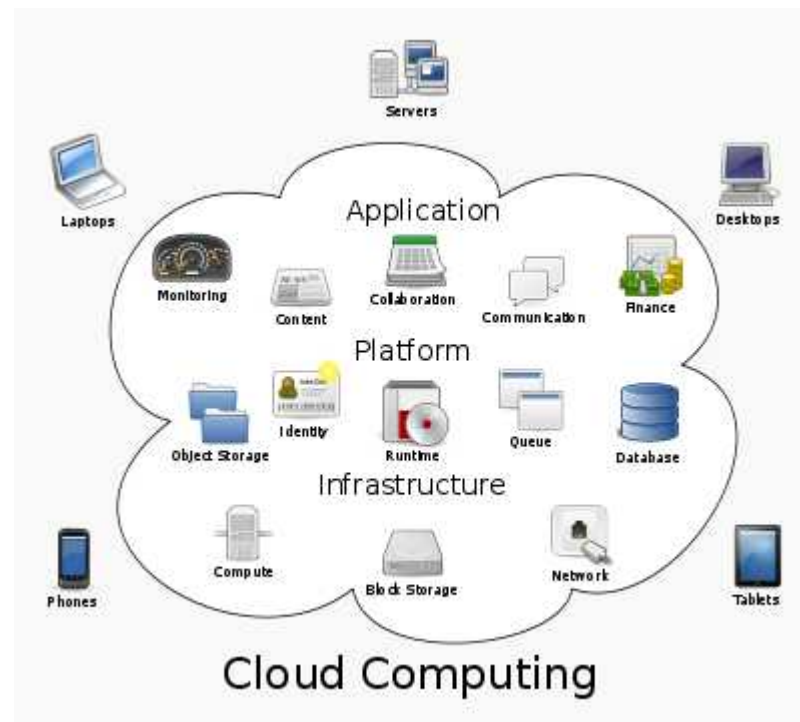 Servers
Laptops
Desktops
Application
Monitoring
Content
Collaboration
Communication
Finance
Platform
Object Storage
Identity
Runtime
Queue
Database
Infrastructure
Compute
Block Storage
Network
Phones
Tablets
Cloud Computing